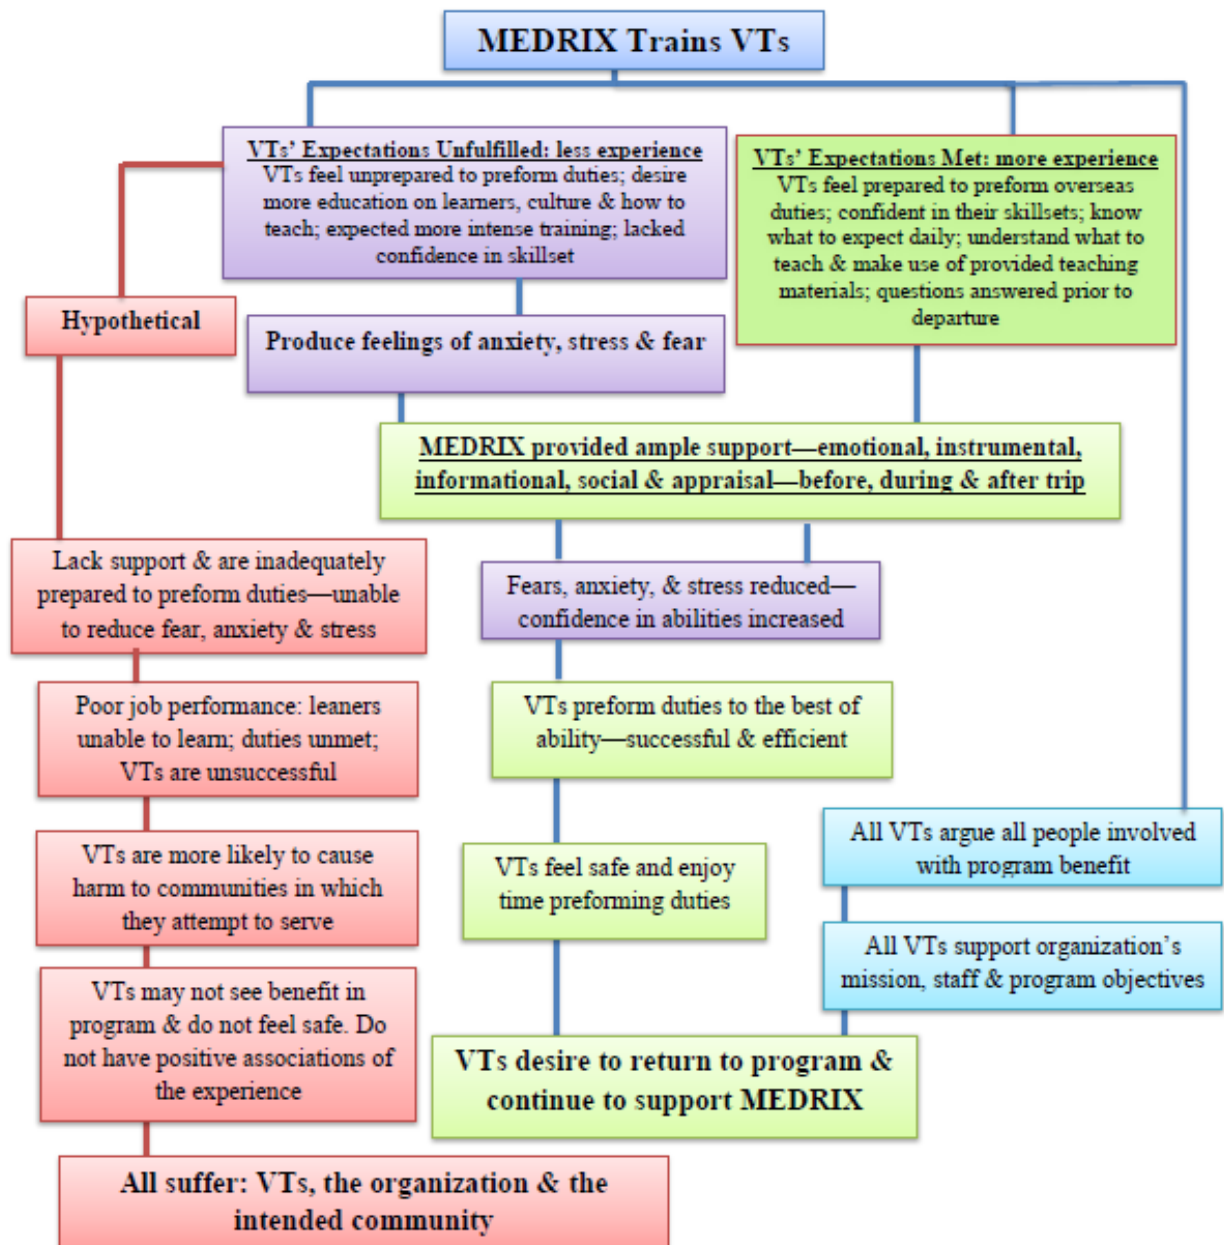 MEDRIX Trains VTs
VTs’ Expectations Unfulfilled: less experience
VTs feel unprepared to preform duties; desire
more education on learners, culture & how to
teach; expected more intense training; lacked
confidence in skillset
VTs’ Expectations Met: more experience
VTs feel prepared to preform overseas
duties; confident in their skillsets; know
what to expect daily; understand what to
teach & make use of provided teaching
materials; questions answered prior to
departure
Hypothetical
Produce feelings of anxiety, stress & fear
MEDRIX provided ample support—emotional, instrumental,
informational, social & appraisal—before, during & after trip
Lack support & are inadequately
prepared to preform duties—unable
to reduce fear, anxiety & stress
Fears, anxiety, & stress reduced—
confidence in abilities increased
Poor job performance: leaners
unable to learn; duties unmet;
VTs are unsuccessful
VTs preform duties to the best of
ability—successful & efficient
VTs are more likely to cause
harm to communities in which
they attempt to serve
VTs feel safe and enjoy
time preforming duties
All VTs argue all people involved
with program benefit
All VTs support organization’s
mission, staff & program objectives
VTs may not see benefit in
program & do not feel safe. Do
not have positive associations of
the experience
VTs desire to return to program &
continue to support MEDRIX
All suffer: VTs, the organization & the
intended community